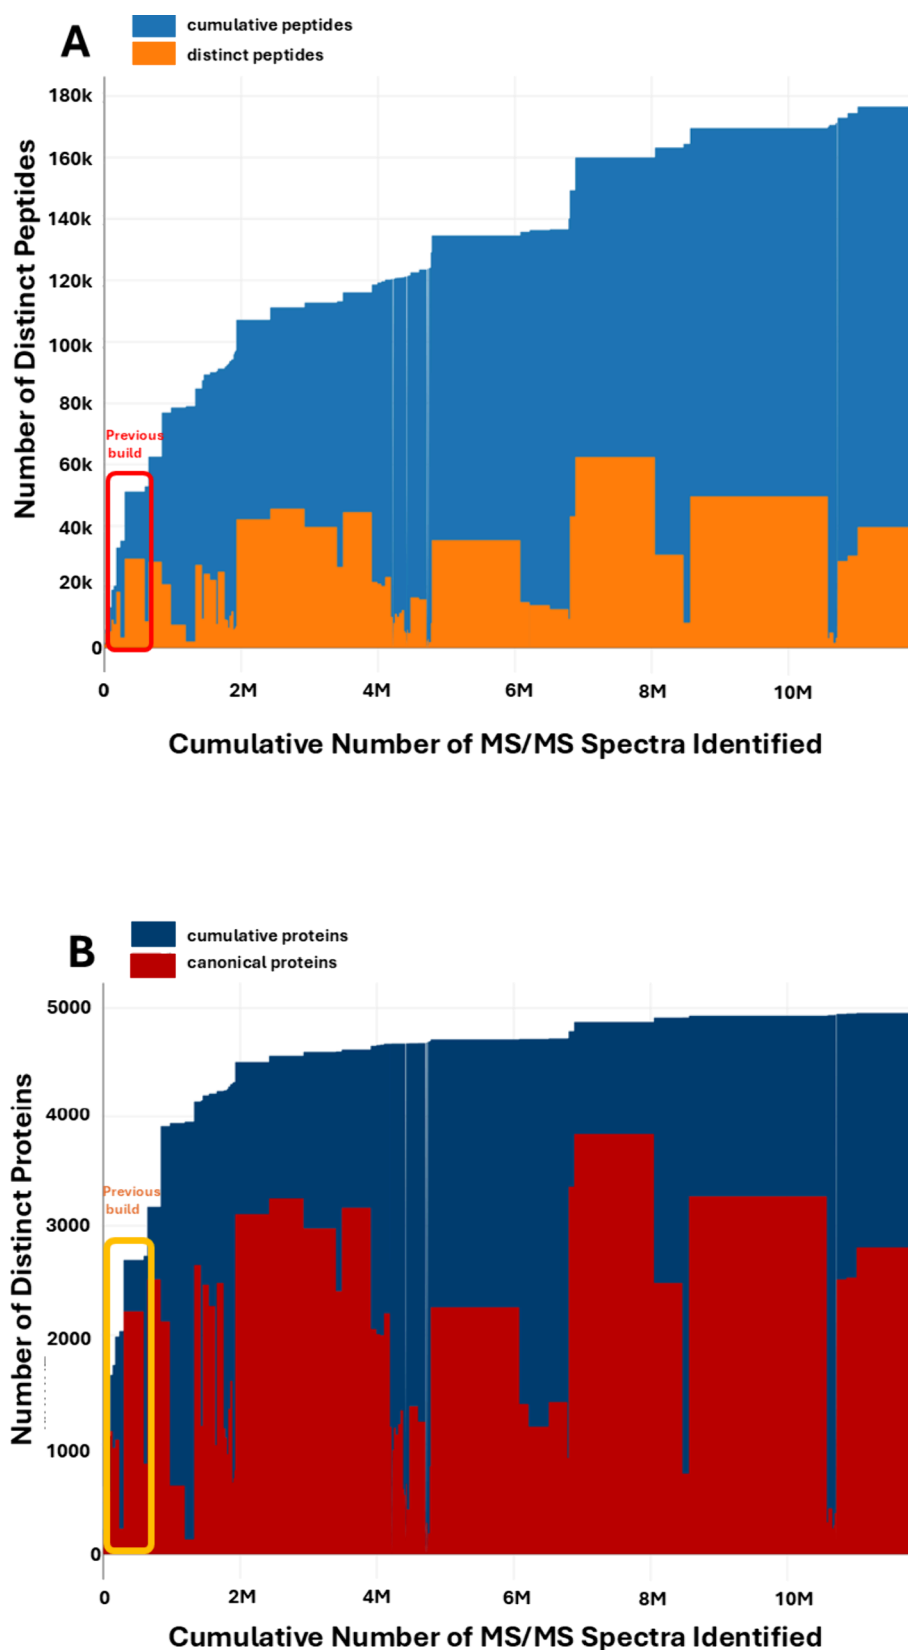 A
cumulative peptides
distinct peptides
Number of Distinct Peptides
180k
160k
140k
120k
100k
80k
60k
40k
20k
0
Previous
build
0 2M 4M 6M 8M 10M
Cumulative Number of MS/MS Spectra Identified
B
cumulative proteins
canonical proteins
Number of Distinct Proteins
5000
4000
3000
2000
1000
0
Previous
build
0 2M 4M 6M 8M 10M
Cumulative Number of MS/MS Spectra Identified